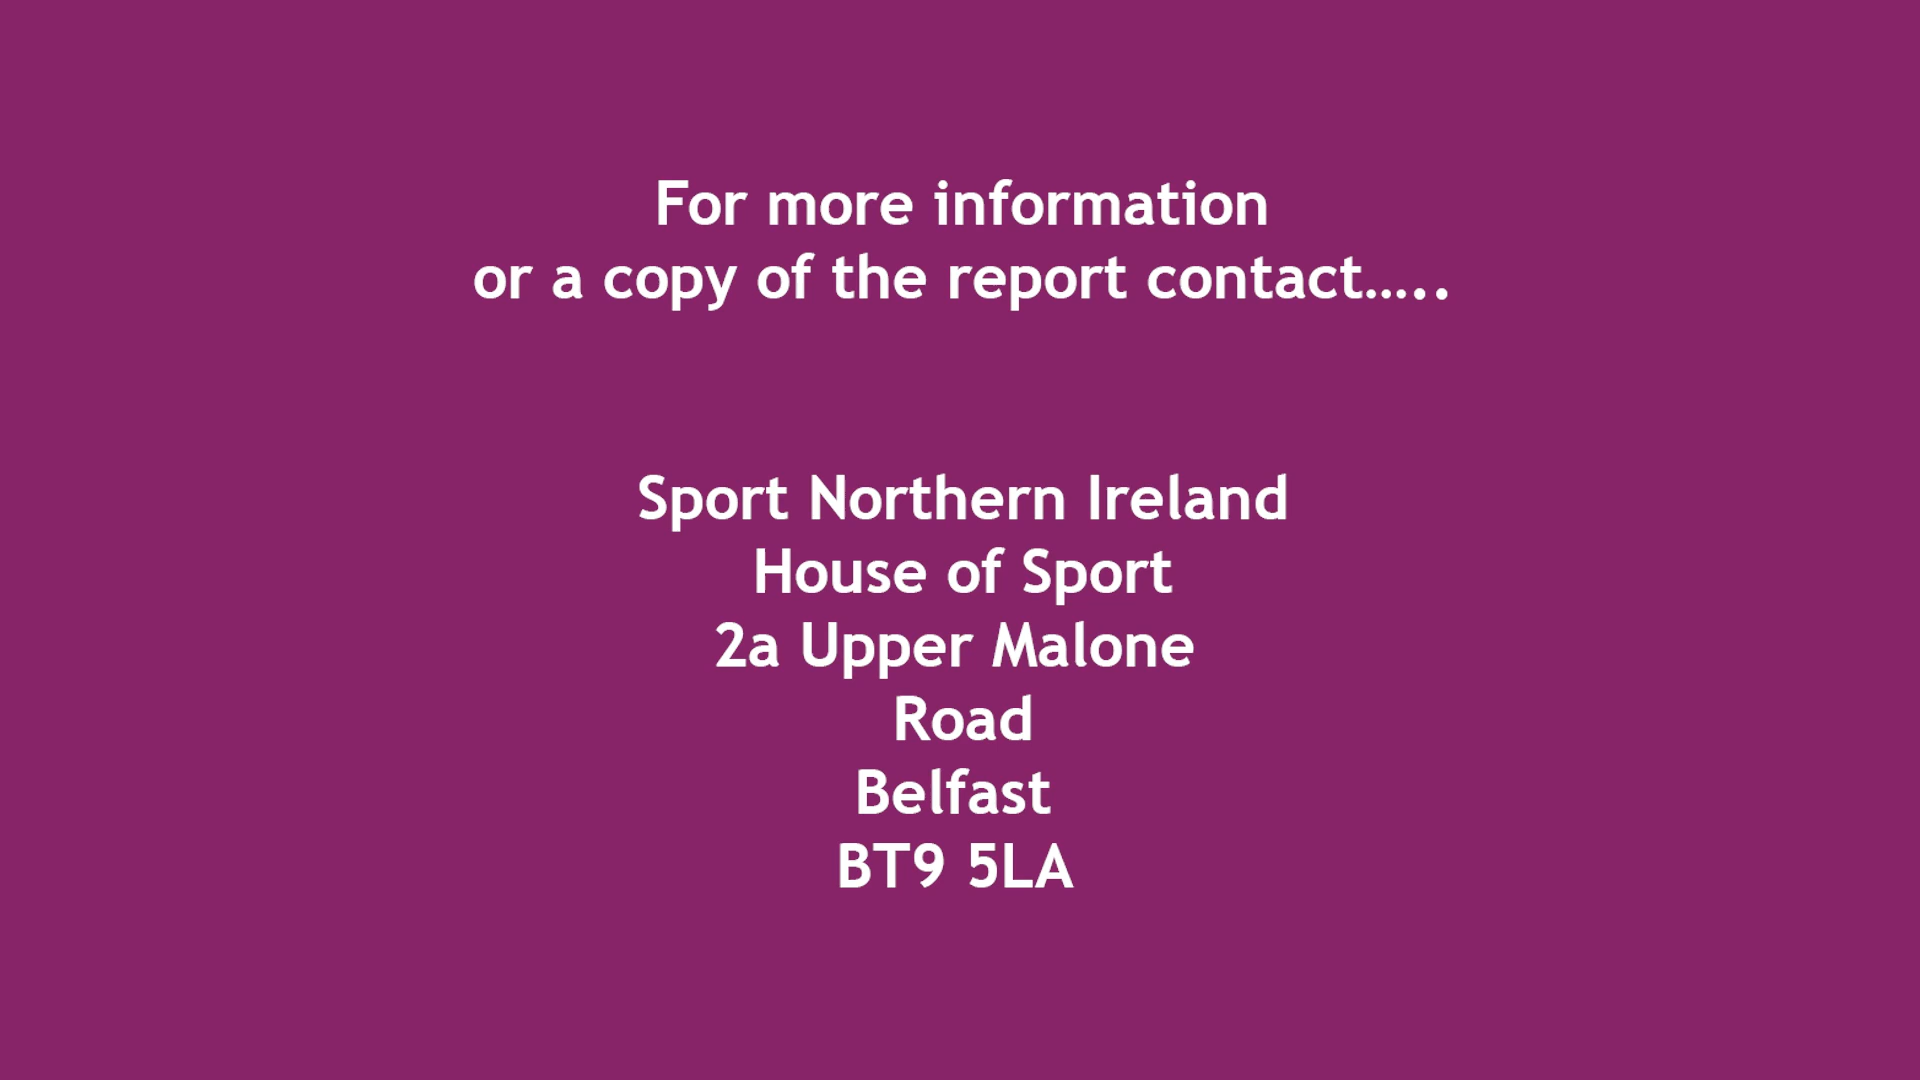 For more information
or a copy of the report contact…..
Sport Northern Ireland
House of Sport
2a Upper Malone
Road
Belfast
BT9 5LA